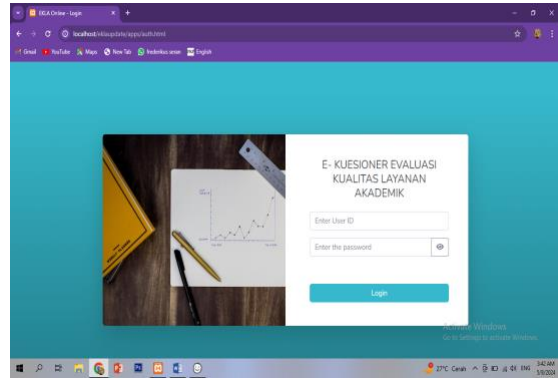 EKLA Online - Login
localhost/eklaupdate/apps/auth.html
Gmail YouTube Maps New Tab frederikus seran English
E- KUESIONER EVALUASI
KUALITAS LAYANAN
AKADEMIK
Enter User ID
Enter the password
Login
Activate Windows
Go to Settings to activate Windows.
27°C Cerah ENG
3:42 AM